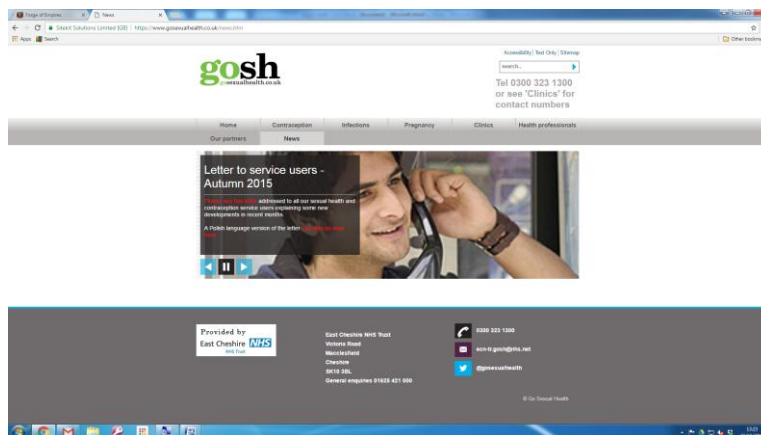 Forge of Empires
News
SiteKit Solutions Limited [GB] | https://www.gosexualhealth.co.uk/news.htm
Apps
Search
Other bookm
gosh
gosexualhealth.co.uk
Accessibility | Text Only | Sitemap
search..
Tel 0300 323 1300
or see 'Clinics' for
contact numbers
Home
Contraception
Infections
Pregnancy
Clinics
Health professionals
Our partners
News
Letter to service users -
Autumn 2015
addressed to all our sexual health and
contraception service users explaining some new
developments in recent months.
A Polish language version of the letter
Provided by
East Cheshire NHS
NHS Trust
East Cheshire NHS Trust
Victoria Road
Macclesfield
Cheshire
SK10 3BL
General enquiries 01625 421 000
0300 323 1300
ecn-tr.gosh@nhs.net
@gosexualhealth
© Go Sexual Health
13:23